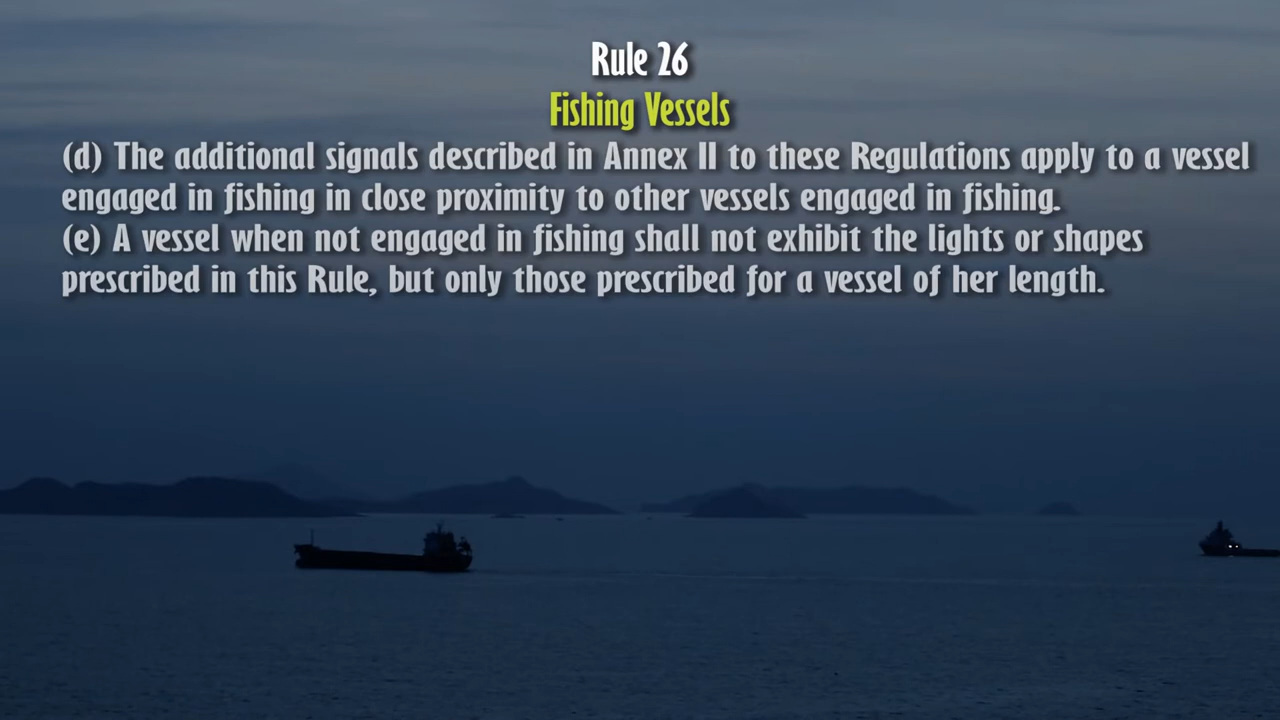 Rule 26
Fishing Vessels
(d) The additional signals described in Annex II to these Regulations apply to a vessel
engaged in fishing in close proximity to other vessels engaged in fishing.
(e) A vessel when not engaged in fishing shall not exhibit the lights or shapes
prescribed in this Rule, but only those prescribed for a vessel of her length.